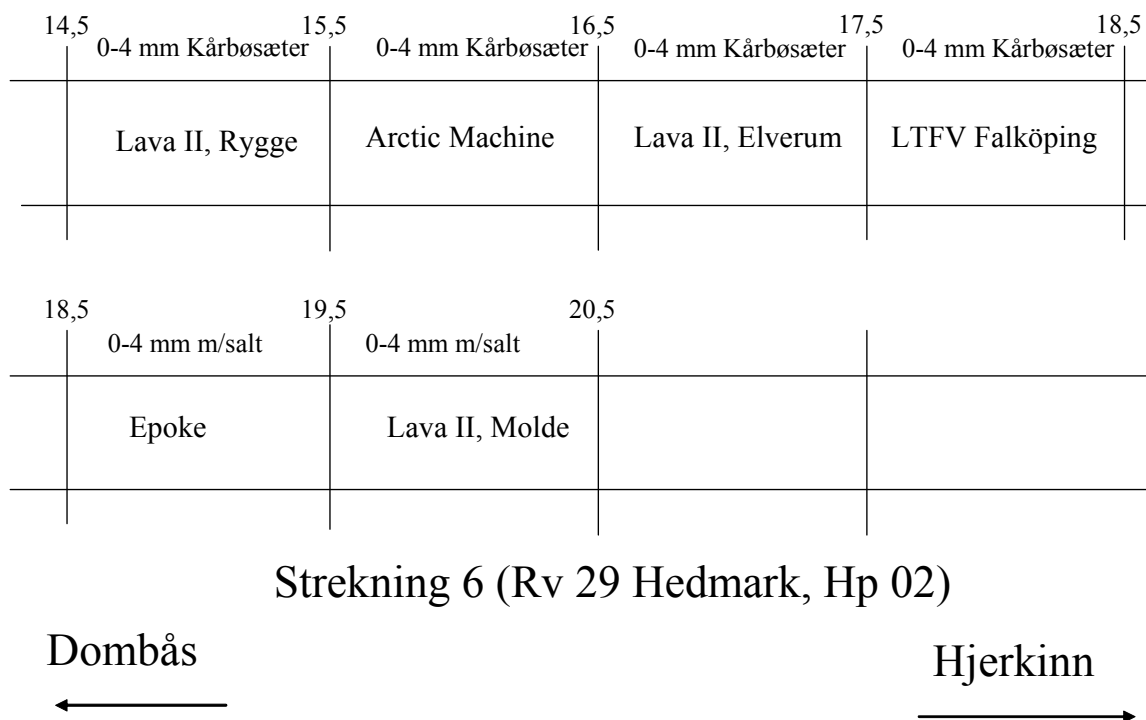 14,5 15,5 16,5 17,5 18,5
0-4 mm Kårbøsæter 0-4 mm Kårbøsæter 0-4 mm Kårbøsæter 0-4 mm Kårbøsæter
Lava II, Rygge Arctic Machine Lava II, Elverum LTFV Falköping
18,5 19,5 20,5
0-4 mm m/salt 0-4 mm m/salt
Epoke Lava II, Molde
Strekning 6 (Rv 29 Hedmark, Hp 02)
Dombås Hjerkinn